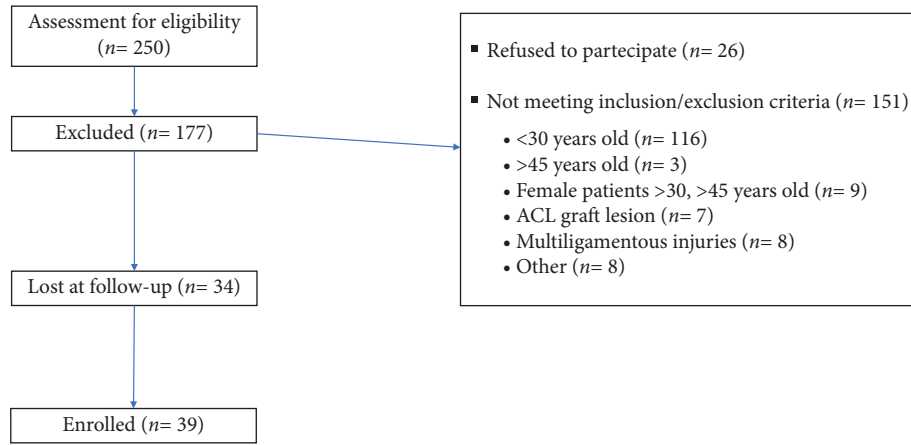 Assessment for eligibility
(n= 250)
Excluded (n= 177)
Lost at follow-up (n= 34)
Enrolled (n= 39)
▪ Refused to partecipate (n= 26)
▪ Not meeting inclusion/exclusion criteria (n= 151)
• <30 years old (n= 116)
• >45 years old (n= 3)
• Female patients >30, >45 years old (n= 9)
• ACL graft lesion (n= 7)
• Multiligamentous injuries (n= 8)
• Other (n= 8)